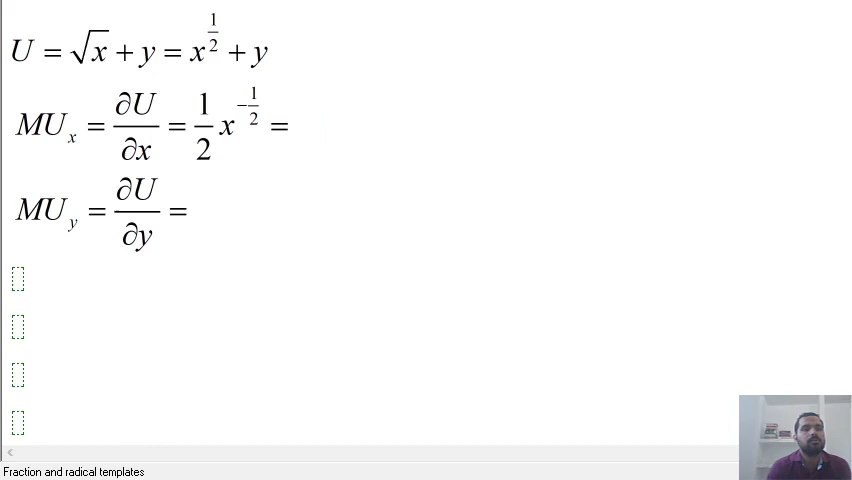 U = √x + y = x^(1/2) + y
MU_x = ∂U/∂x = 1/2 x^(-1/2) =
MU_y = ∂U/∂y =
Fraction and radical templates